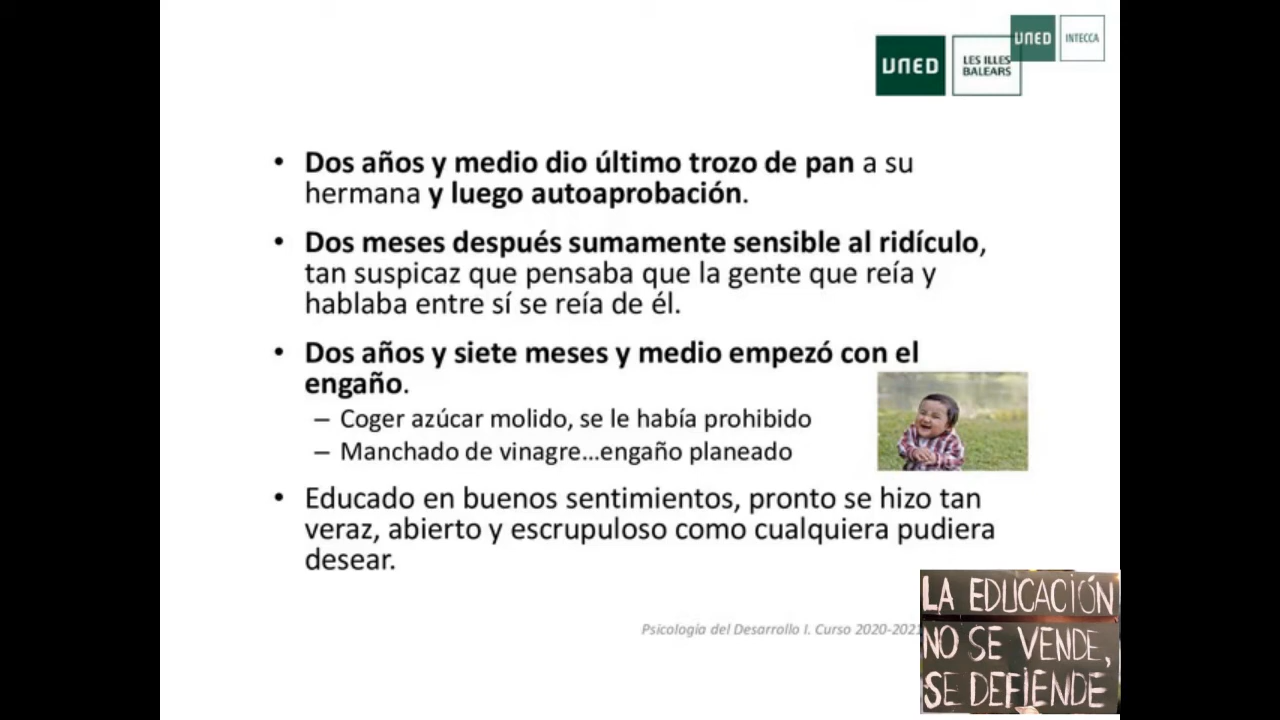 UNED
INTECCA
UNED
LES ILLES
BALEARS
• Dos años y medio dio último trozo de pan a su
hermana y luego autoaprobación.
• Dos meses después sumamente sensible al ridículo,
tan suspicaz que pensaba que la gente que reía y
hablaba entre sí se reía de él.
• Dos años y siete meses y medio empezó con el
engaño.
– Coger azúcar molido, se le había prohibido
– Manchado de vinagre...engaño planeado
• Educado en buenos sentimientos, pronto se hizo tan
veraz, abierto y escrupuloso como cualquiera pudiera
desear.
Psicología del Desarrollo I. Curso 2020-2021
LA EDUCACIÓN
NO SE VENDE,
SE DEFIENDE